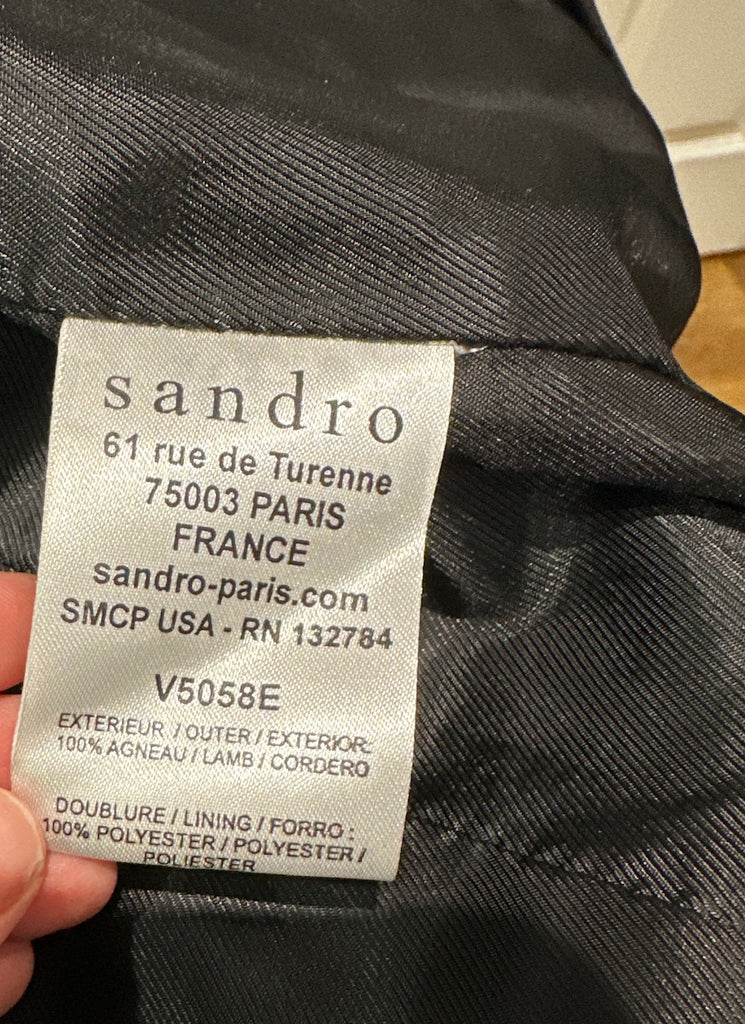 sandro
61 rue de Turenne
75003 PARIS
FRANCE
sandro-paris.com
SMCP USA - RN 132784
V5058E
EXTERIEUR / OUTER / EXTERIOR:
100% AGNEAU / LAMB / CORDERO
DOUBLURE / LINING / FORRO :
100% POLYESTER / POLYESTER /
POLIESTER